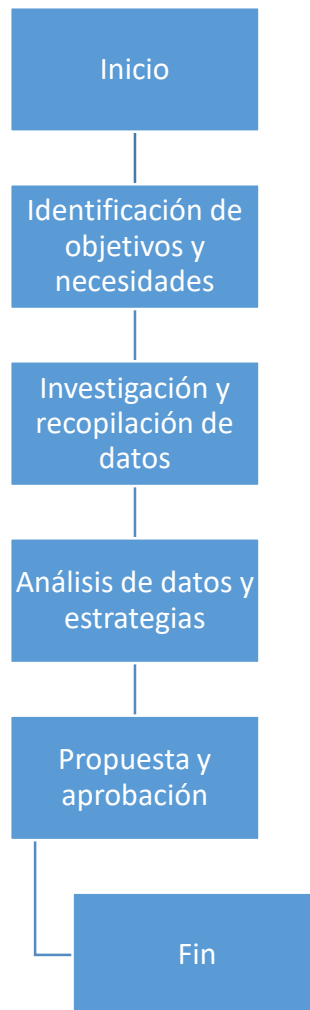 Inicio
Identificación de
objetivos y
necesidades
Investigación y
recopilación de
datos
Análisis de datos y
estrategias
Propuesta y
aprobación
Fin